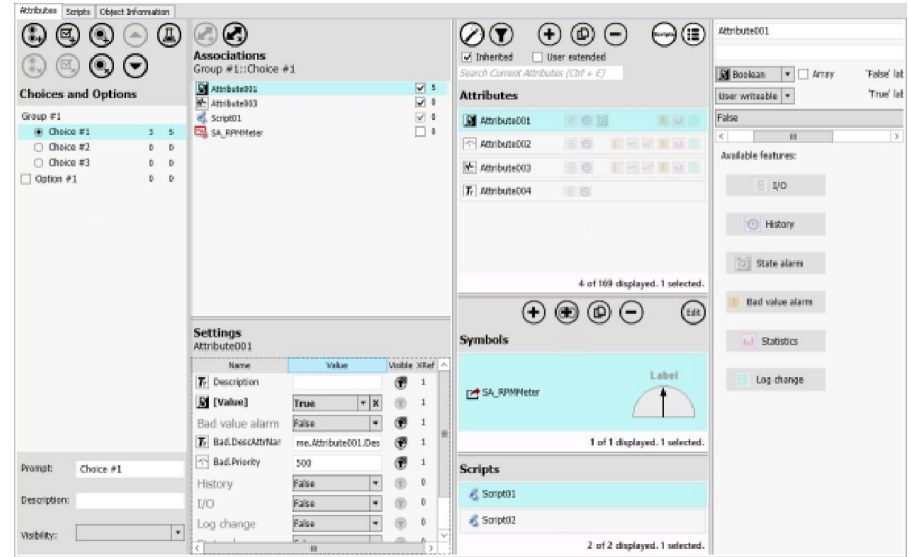 Attributes Scripts Object Information
Choices and Options
Group #1
Choice #1 3 5
Choice #2 0 0
Choice #3 0 0
Option #1 0 0
Prompt: Choice #1
Description:
Visibility:
Associations
Group #1::Choice #1
Attribute001 5
Attribute003 0
Script01 0
SA_RPMMeter 0
Settings
Attribute001
Name Value Visible XRef
Description 1
[Value] True X 1
Bad value alarm False 1
Bad.DescAttrNar me.Attribute001.Des 1
Bad.Priority 500 1
History False 0
I/O False 0
Log change False 0
Scripts
Inherited User extended
Search Current Attributes (Ctrl + E)
Attributes
Attribute001
Attribute002
Attribute003
Attribute004
4 of 169 displayed. 1 selected.
Edit
Symbols
SA_RPMMeter
Label
1 of 1 displayed. 1 selected.
Scripts
Script01
Script02
2 of 2 displayed. 1 selected.
Attribute001
Boolean Array 'False' lab
User writeable 'True' lab
False
Available features:
I/O
History
State alarm
Bad value alarm
Statistics
Log change